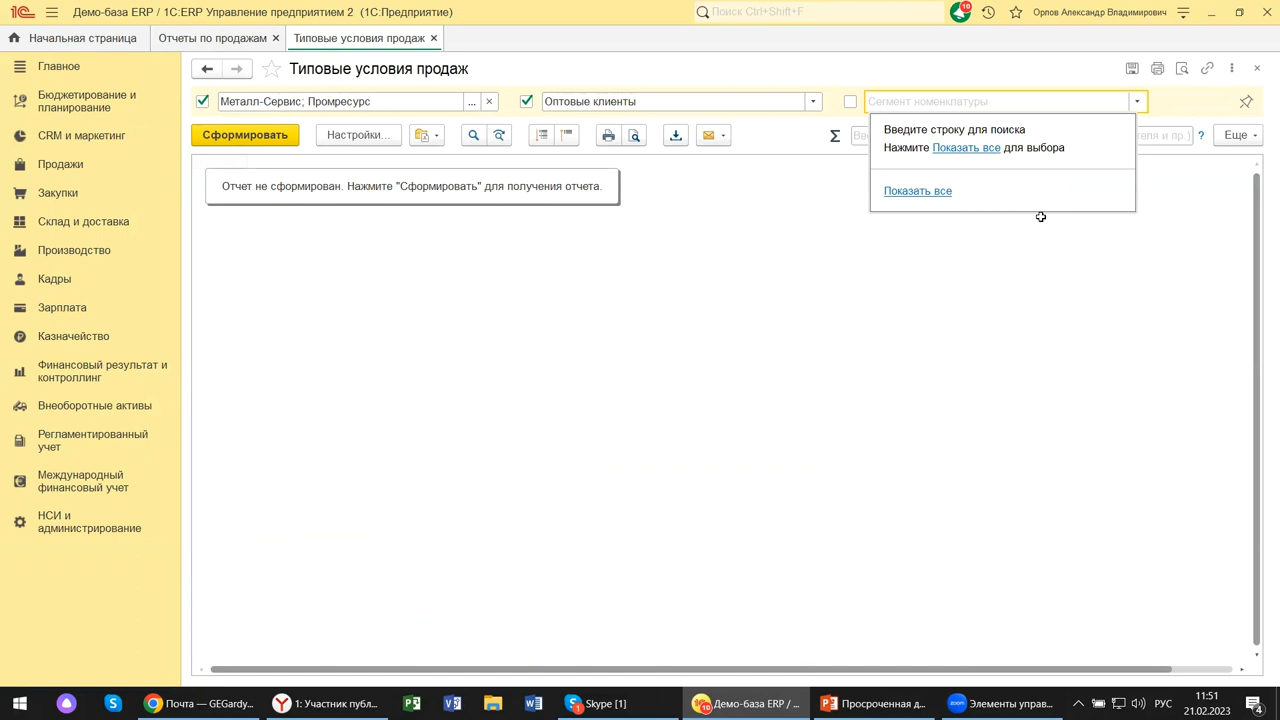 Демо-база ERP / 1С:ERP Управление предприятием 2 (1С:Предприятие)
Поиск Ctrl+Shift+F
10
Орлов Александр Владимирович
Начальная страница
Отчеты по продажам ×
Типовые условия продаж ×
Главное
Бюджетирование и
планирование
CRM и маркетинг
Продажи
Закупки
Склад и доставка
Производство
Кадры
Зарплата
Казначейство
Финансовый результат и
контроллинг
Внеоборотные активы
Регламентированный
учет
Международный
финансовый учет
НСИ и
администрирование
Типовые условия продаж
Металл-Сервис; Промресурс
...
Оптовые клиенты
Сегмент номенклатуры
Сформировать
Настройки...
Σ
?
Еще
Введите строку для поиска
Нажмите Показать все для выбора
Показать все
Отчет не сформирован. Нажмите "Сформировать" для получения отчета.
Почта — GEGardy...
1: Участник публ...
Skype [1]
Демо-база ERP / ...
Просроченная д...
Элементы управ...
РУС
11:51
21.02.2023
4